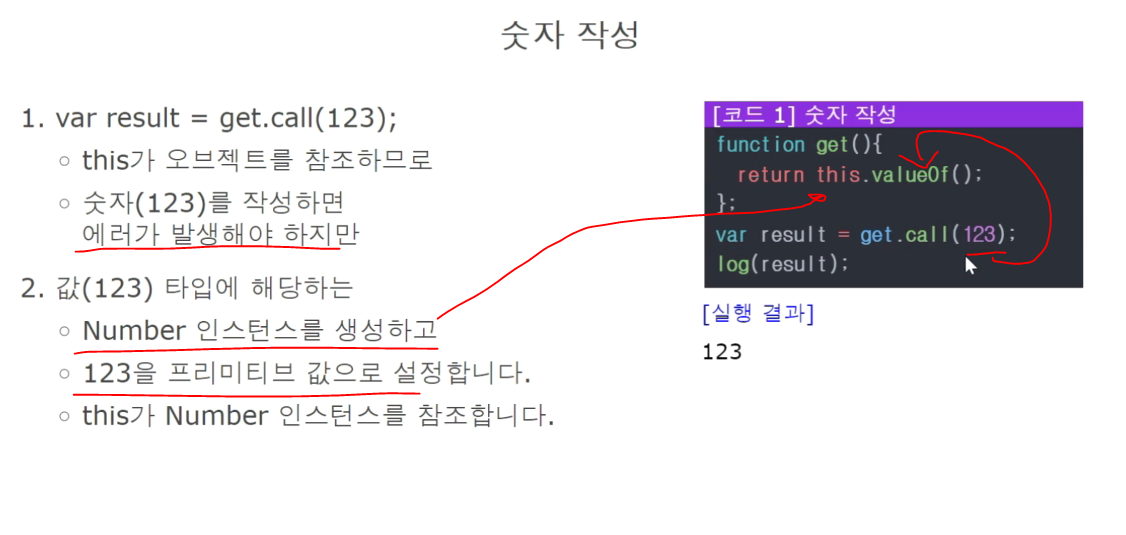 숫자 작성
1. var result = get.call(123);
○ this가 오브젝트를 참조하므로
○ 숫자(123)를 작성하면
에러가 발생해야 하지만
2. 값(123) 타입에 해당하는
○ Number 인스턴스를 생성하고
○ 123을 프리미티브 값으로 설정합니다.
○ this가 Number 인스턴스를 참조합니다.
[코드 1] 숫자 작성
function get(){
return this.valueOf();
};
var result = get.call(123);
log(result);
[실행 결과]
123